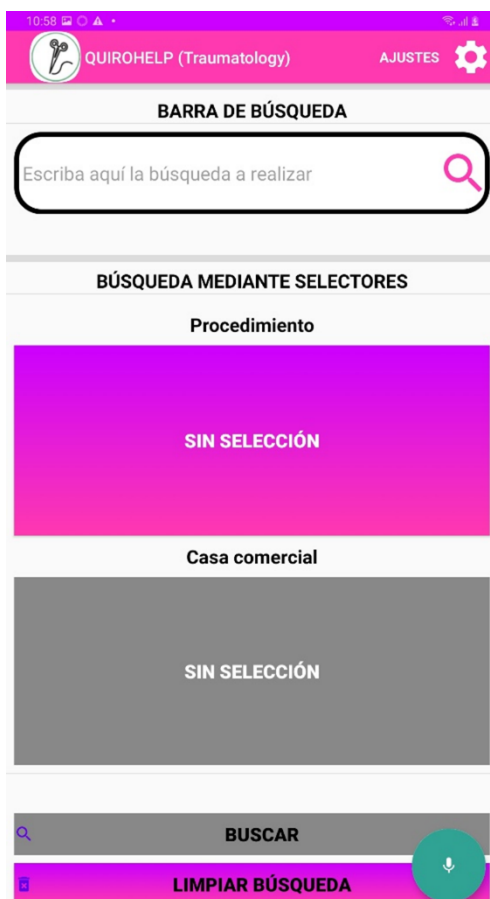 10:58
QUIROHELP (Traumatology)
AJUSTES
BARRA DE BÚSQUEDA
Escriba aquí la búsqueda a realizar
BÚSQUEDA MEDIANTE SELECTORES
Procedimiento
SIN SELECCIÓN
Casa comercial
SIN SELECCIÓN
BUSCAR
LIMPIAR BÚSQUEDA